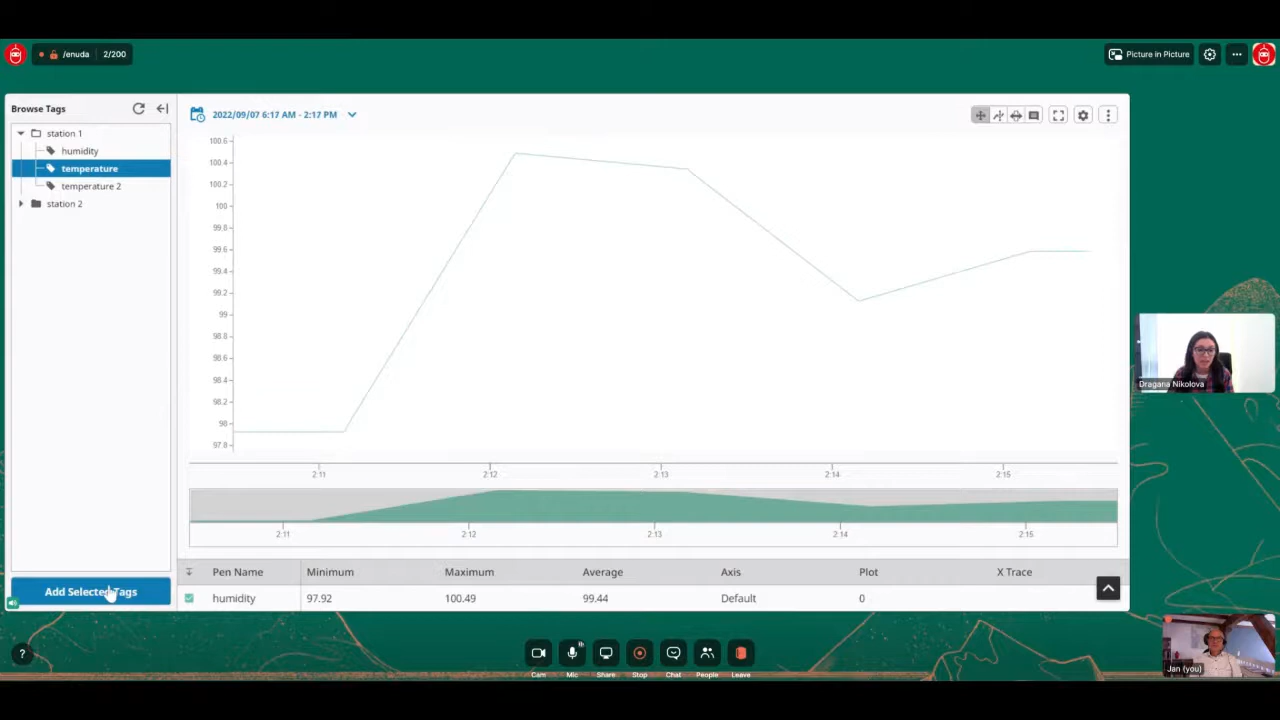 /enuda 2/200
Picture in Picture
Browse Tags
station 1
humidity
temperature
temperature 2
station 2
Add Selected Tags
2022/09/07 6:17 AM - 2:17 PM
100.6
100.4
100.2
100
99.8
99.6
99.4
99.2
99
98.8
98.6
98.4
98.2
98
97.8
2:11 2:12 2:13 2:14 2:15
2:11 2:12 2:13 2:14 2:15
Pen Name Minimum Maximum Average Axis Plot X Trace
humidity 97.92 100.49 99.44 Default 0
Dragana Nikolova
Jan (you)
?
Cam Mic Share Stop Chat People Leave